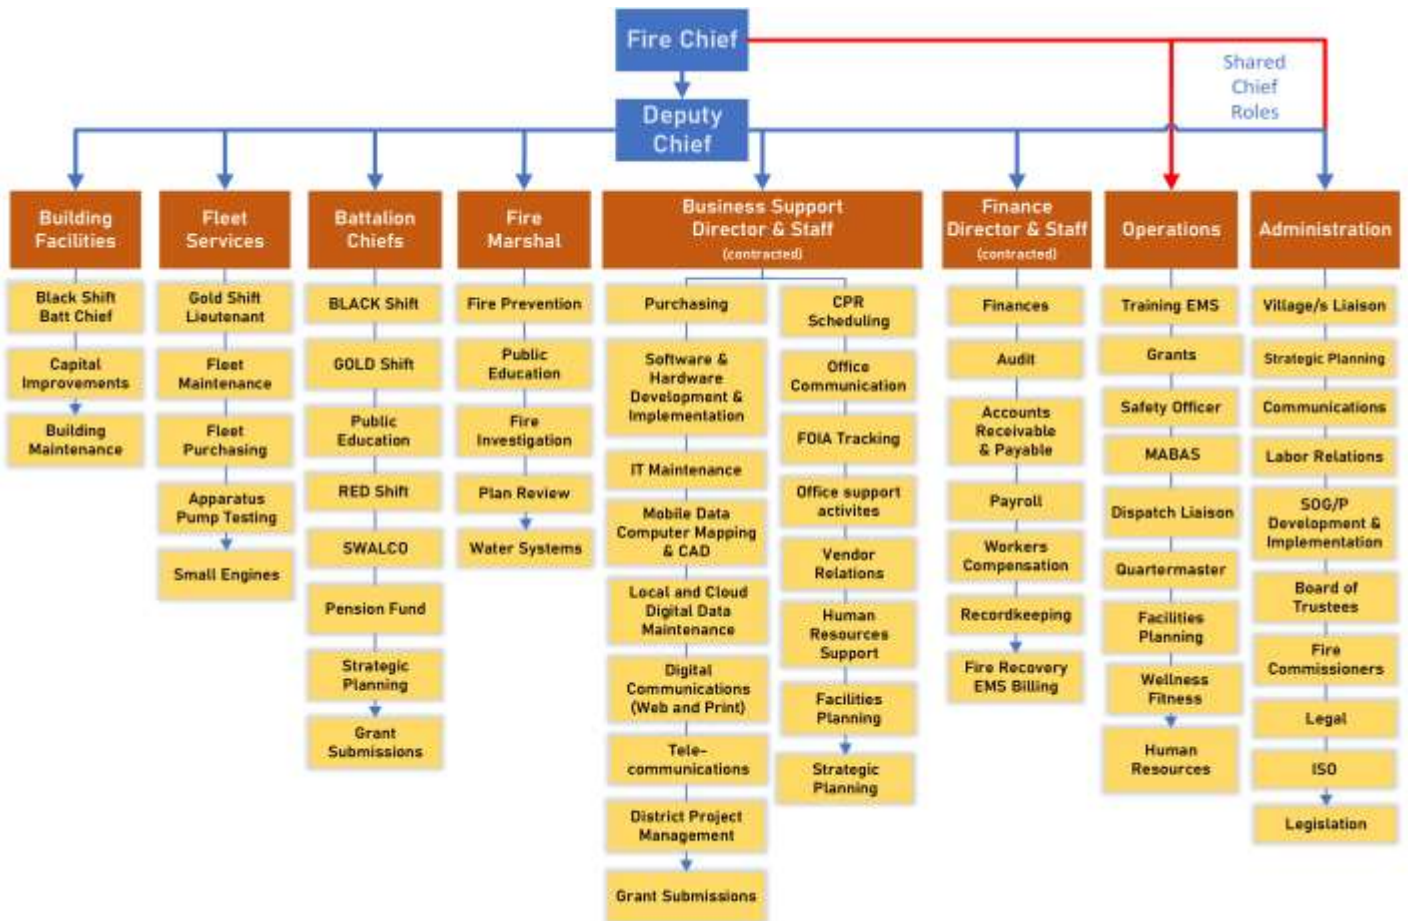 Fire Chief
Shared
Chief
Roles
Deputy
Chief
Building
Facilities
Black Shift
Batt Chief
Capital
Improvements
Building
Maintenance
Fleet
Services
Gold Shift
Lieutenant
Fleet
Maintenance
Fleet
Purchasing
Apparatus
Pump Testing
Small Engines
Battalion
Chiefs
BLACK Shift
GOLD Shift
Public
Education
RED Shift
SWALCO
Pension Fund
Strategic
Planning
Grant
Submissions
Fire
Marshal
Fire Prevention
Public
Education
Fire
Investigation
Plan Review
Water Systems
Business Support
Director & Staff
(contracted)
Purchasing
Software &
Hardware
Development &
Implementation
IT Maintenance
Mobile Data
Computer Mapping
& CAD
Local and Cloud
Digital Data
Maintenance
Digital
Communications
(Web and Print)
Tele-
communications
District Project
Management
Grant Submissions
CPR
Scheduling
Office
Communication
FOIA Tracking
Office support
activites
Vendor
Relations
Human
Resources
Support
Facilities
Planning
Strategic
Planning
Finance
Director & Staff
(contracted)
Finances
Audit
Accounts
Receivable
& Payable
Payroll
Workers
Compensation
Recordkeeping
Fire Recovery
EMS Billing
Operations
Training EMS
Grants
Safety Officer
MABAS
Dispatch Liaison
Quartermaster
Facilities
Planning
Wellness
Fitness
Human
Resources
Administration
Village/s Liaison
Strategic Planning
Communications
Labor Relations
SOG/P
Development &
Implementation
Board of
Trustees
Fire
Commissioners
Legal
ISO
Legislation